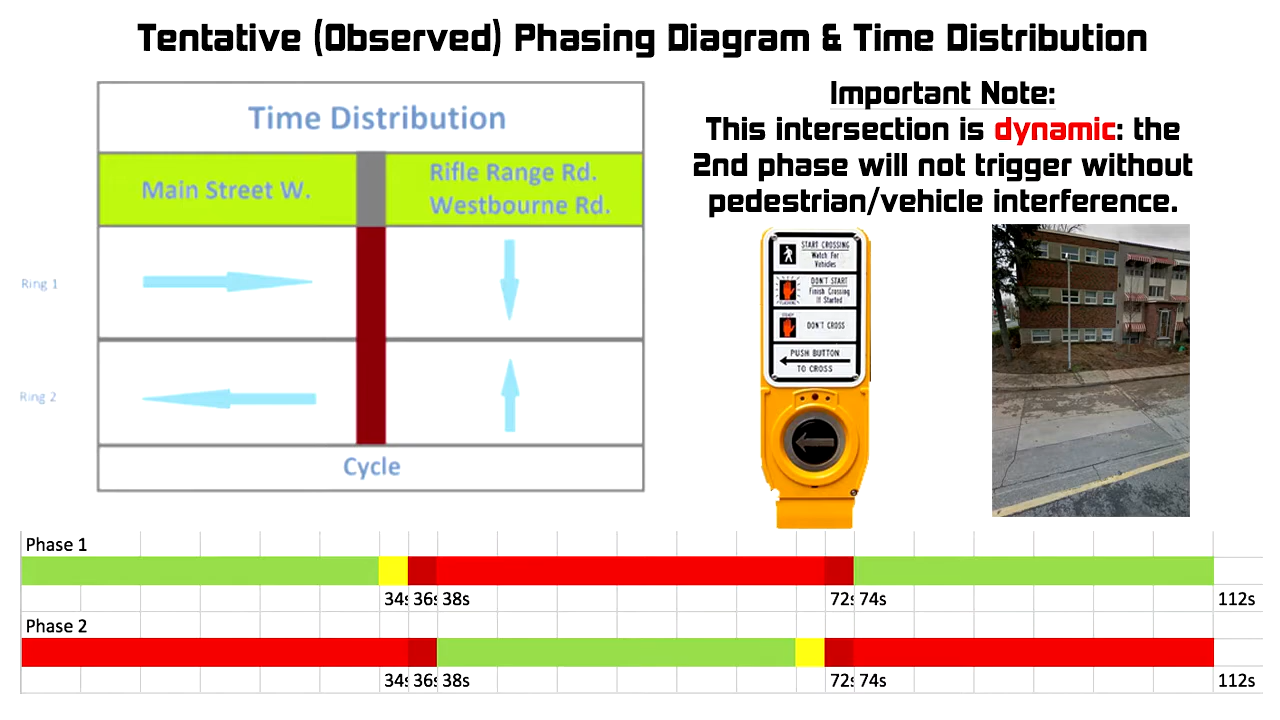 Tentative (Observed) Phasing Diagram & Time Distribution
Time Distribution
Main Street W.
Rifle Range Rd.
Westbourne Rd.
Ring 1
Ring 2
Cycle
Important Note:
This intersection is dynamic: the
2nd phase will not trigger without
pedestrian/vehicle interference.
START CROSSING
Watch For
Vehicles
DON'T START
Finish Crossing
If Started
FLASHING
STEADY
DON'T CROSS
PUSH BUTTON
TO CROSS
Phase 1
34s 36s 38s 72s 74s 112s
Phase 2
34s 36s 38s 72s 74s 112s